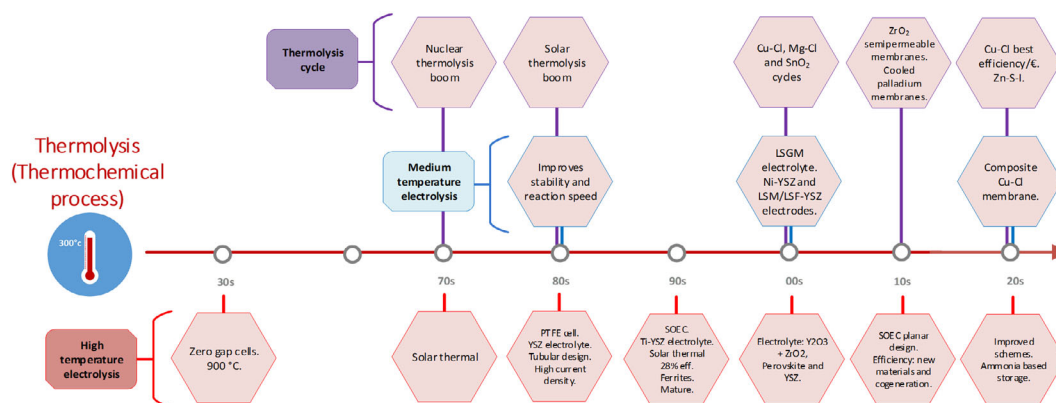 Thermolysis
cycle
Nuclear
thermolysis
boom
Solar
thermolysis
boom
Cu-Cl, Mg-Cl
and SnO2
cycles
ZrO2
semipermeable
membranes.
Cooled
palladium
membranes.
Cu-Cl best
efficiency/€.
Zn-S-I.
Thermolysis
(Thermochemical
process)
300°c
Medium
temperature
electrolysis
Improves
stability and
reaction speed
LSGM
electrolyte.
Ni-YSZ and
LSM/LSF-YSZ
electrodes.
Composite
Cu-Cl
membrane.
30s
70s
80s
90s
00s
10s
20s
High
temperature
electrolysis
Zero gap cells.
900 °C.
Solar thermal
PTFE cell.
YSZ electrolyte.
Tubular design.
High current
density.
SOEC.
Ti-YSZ electrolyte.
Solar thermal
28% eff.
Ferrites.
Mature.
Electrolyte: Y2O3
+ ZrO2,
Perovskite and
YSZ.
SOEC planar
design.
Efficiency: new
materials and
cogeneration.
Improved
schemes.
Ammonia based
storage.